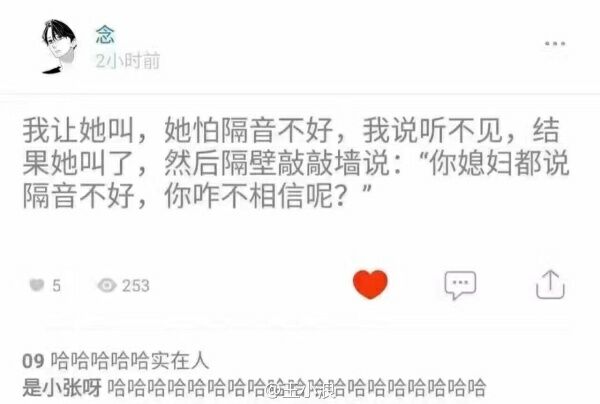 念
2小时前
我让她叫，她怕隔音不好，我说听不见，结
果她叫了，然后隔壁敲敲墙说：“你媳妇都说
隔音不好，你咋不相信呢？”
5
253
09 哈哈哈哈哈实在人
是小张呀 哈哈哈哈哈哈哈哈哈哈哈哈哈哈哈哈哈哈哈
@王小浪